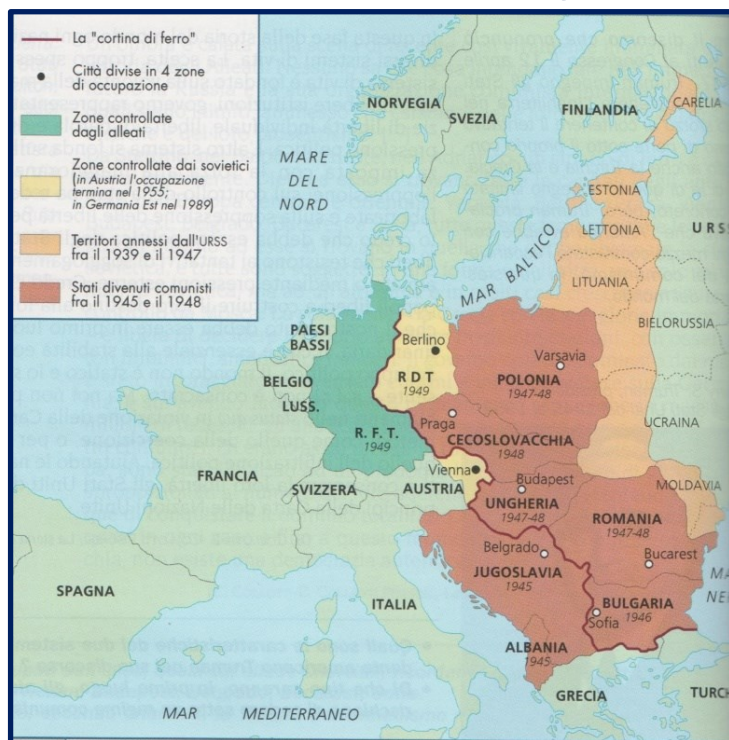 La "cortina di ferro"
Città divise in 4 zone
di occupazione
Zone controllate
dagli alleati
Zone controllate dai sovietici
(in Austria l'occupazione
termina nel 1955;
in Germania Est nel 1989)
Territori annessi dall'URSS
fra il 1939 e il 1947
Stati divenuti comunisti
fra il 1945 e il 1948
NORVEGIA
SVEZIA
FINLANDIA
CARELIA
MARE
DEL
NORD
ESTONIA
LETTONIA
URS
MAR BALTICO
LITUANIA
BIELORUSSIA
PAESI
BASSI
Berlino
Varsavia
RDT
1949
POLONIA
1947-48
BELGIO
LUSS.
R.F.T.
1949
Praga
CECOSLOVACCHIA
1948
UCRAINA
FRANCIA
Vienna
SVIZZERA
AUSTRIA
Budapest
UNGHERIA
1947-48
MOLDAVIA
ROMANIA
1947-48
Belgrado
Bucarest
JUGOSLAVIA
1945
SPAGNA
ITALIA
Sofia
BULGARIA
1946
MA
NE
ALBANIA
1945
GRECIA
TURCH
MAR MEDITERRANEO